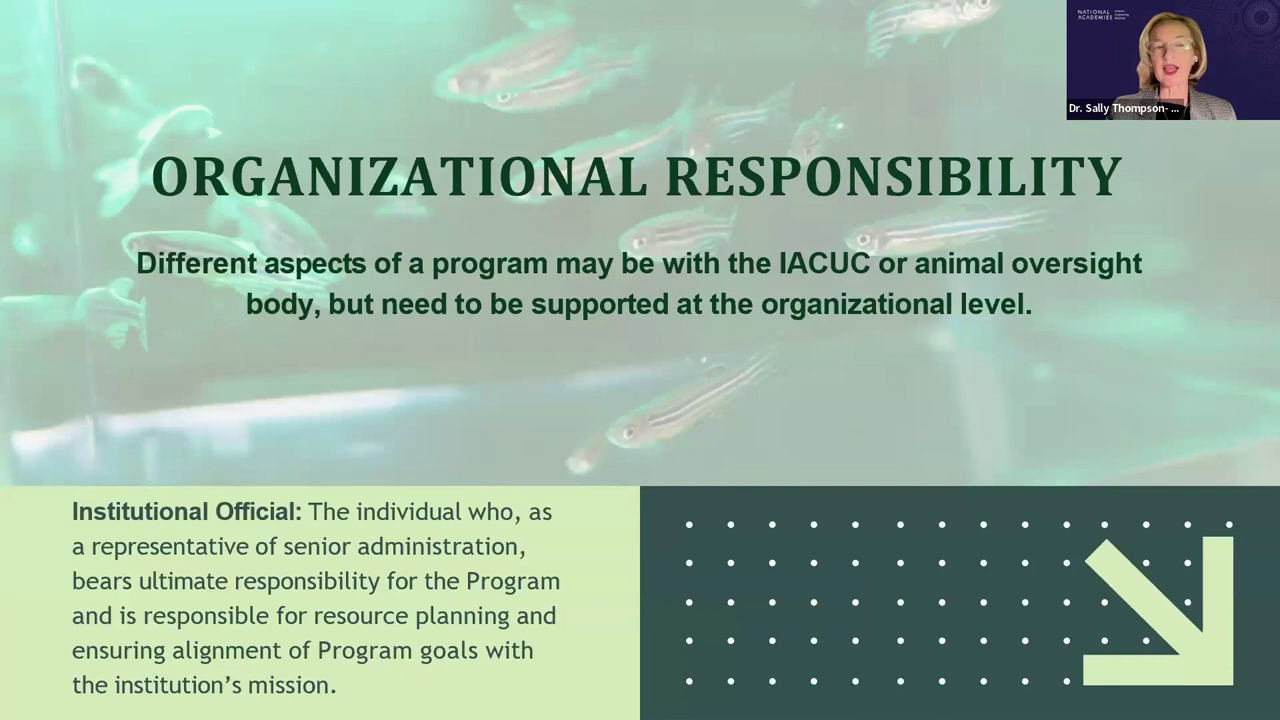 NATIONAL
ACADEMIES
Dr. Sally Thompson- ...
ORGANIZATIONAL RESPONSIBILITY
Different aspects of a program may be with the IACUC or animal oversight
body, but need to be supported at the organizational level.
Institutional Official: The individual who, as
a representative of senior administration,
bears ultimate responsibility for the Program
and is responsible for resource planning and
ensuring alignment of Program goals with
the institution’s mission.